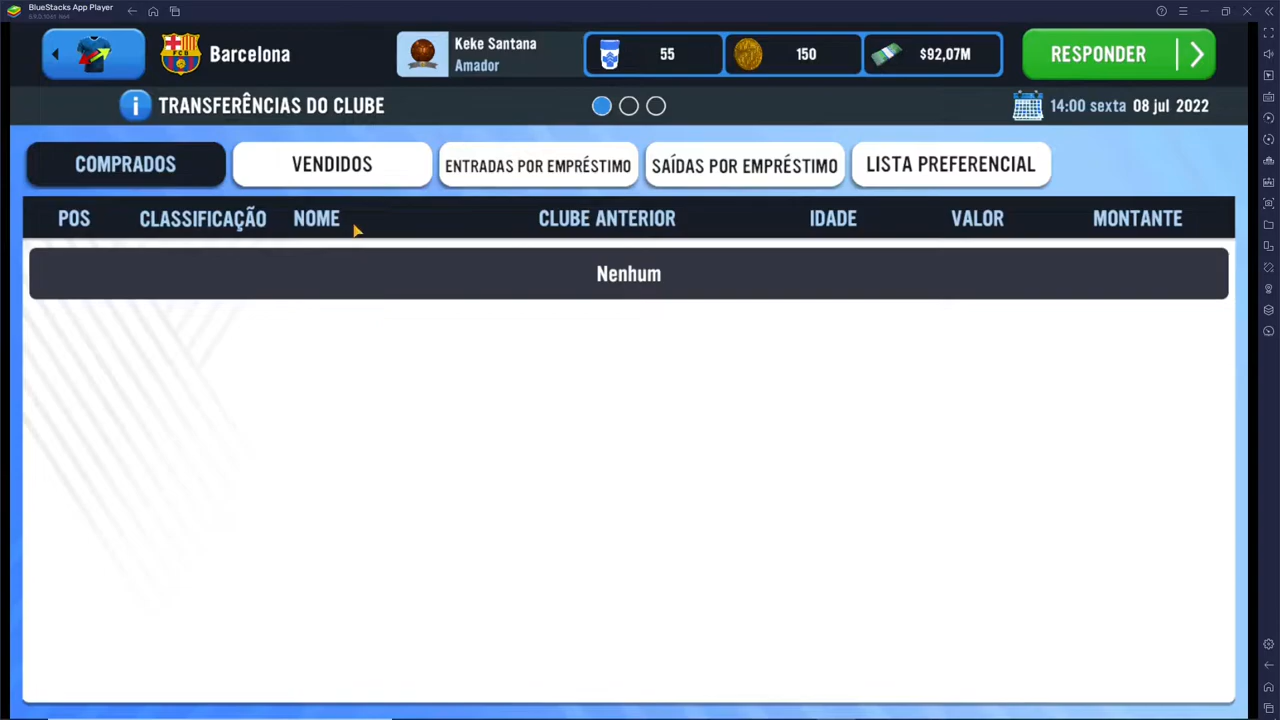 BlueStacks App Player
Barcelona
Keke Santana
Amador
55
150
$92,07M
RESPONDER
TRANSFERÊNCIAS DO CLUBE
14:00 sexta 08 jul 2022
COMPRADOS
VENDIDOS
ENTRADAS POR EMPRÉSTIMO
SAÍDAS POR EMPRÉSTIMO
LISTA PREFERENCIAL
POS CLASSIFICAÇÃO NOME CLUBE ANTERIOR IDADE VALOR MONTANTE
Nenhum